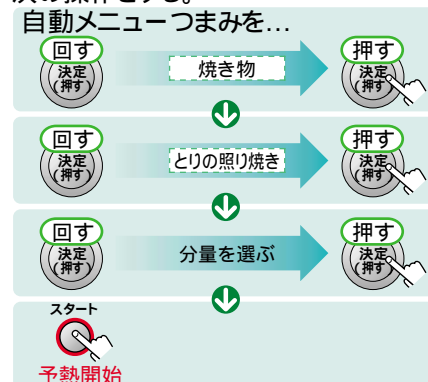 次の操作をする。
自動メニューつまみを…
回す 決定 (押す) 焼き物 押す 決定 (押す)
回す 決定 (押す) とりの照り焼き 押す 決定 (押す)
回す 決定 (押す) 分量を選ぶ 押す 決定 (押す)
スタート
予熱開始